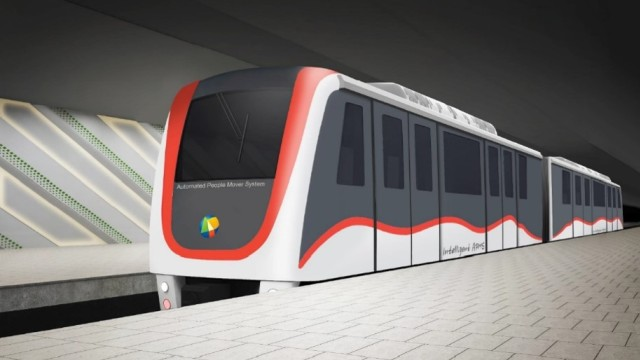 Automated People Mover System
Intelligent APMS